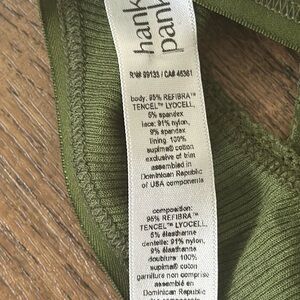 hanky
panky
RN# 99133 / CA# 46361
body: 95% REFIBRA™
TENCEL™ LYOCELL,
5% spandex
lace: 91% nylon,
9% spandex
lining: 100%
supima® cotton
exclusive of trim
assembled in
Dominican Republic
of USA components
composition:
95% REFIBRA™
TENCEL™ LYOCELL,
5% élasthanne
dentelle: 91% nylon,
9% élasthanne
doublure: 100%
supima® coton
garniture non comprise
assemblé en
Dominican Republic